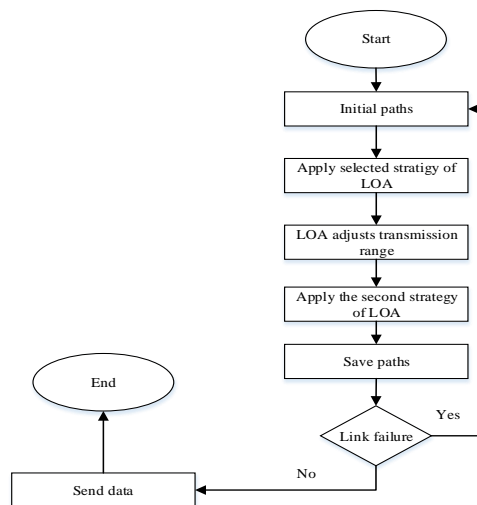 Start
Initial paths
Apply selected stratigy of
LOA
LOA adjusts transmission
range
Apply the second strategy
of LOA
Save paths
End
Link failure
Yes
No
Send data